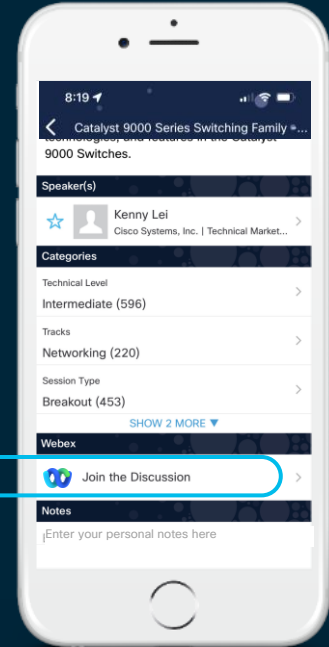 8:19
Catalyst 9000 Series Switching Family -...
technologies, and features in the Catalyst
9000 Switches.
Speaker(s)
Kenny Lei
Cisco Systems, Inc. | Technical Market...
Categories
Technical Level
Intermediate (596)
Tracks
Networking (220)
Session Type
Breakout (453)
SHOW 2 MORE ▼
Webex
Join the Discussion
Notes
Enter your personal notes here